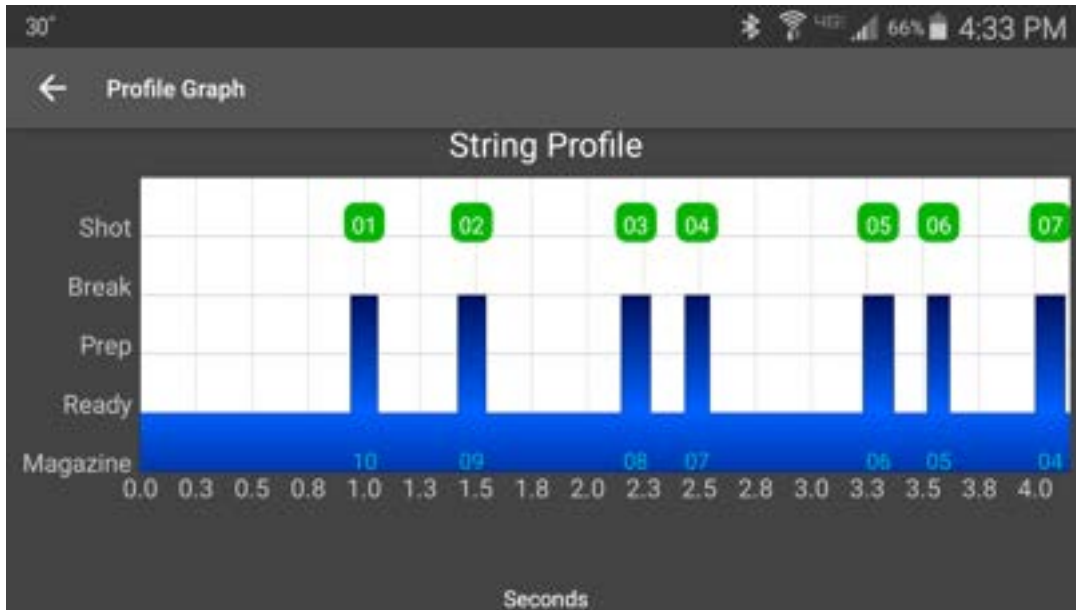 30° 4G 66% 4:33 PM
Profile Graph
String Profile
Shot 01 02 03 04 05 06 07
Break
Prep
Ready
Magazine 10 09 08 07 06 05 04
0.0 0.3 0.5 0.8 1.0 1.3 1.5 1.8 2.0 2.3 2.5 2.8 3.0 3.3 3.5 3.8 4.0
Seconds